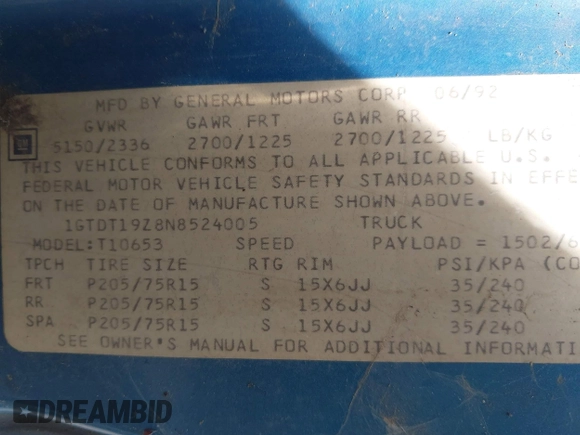 MFD BY GENERAL MOTORS CORP 06/92
GVWR GAWR FRT GAWR RR
GM 5150/2336 2700/1225 2700/1225 LB/KG
THIS VEHICLE CONFORMS TO ALL APPLICABLE U.S.
FEDERAL MOTOR VEHICLE SAFETY STANDARDS IN EFFE
ON THE DATE OF MANUFACTURE SHOWN ABOVE.
1GTDT19Z8N8524005 TRUCK
MODEL:T10653 SPEED PAYLOAD = 1502/6
TPCH TIRE SIZE RTG RIM PSI/KPA (CO
FRT P205/75R15 S 15X6JJ 35/240
RR P205/75R15 S 15X6JJ 35/240
SPA P205/75R15 S 15X6JJ 35/240
SEE OWNER'S MANUAL FOR ADDITIONAL INFORMATI
DREAMBID